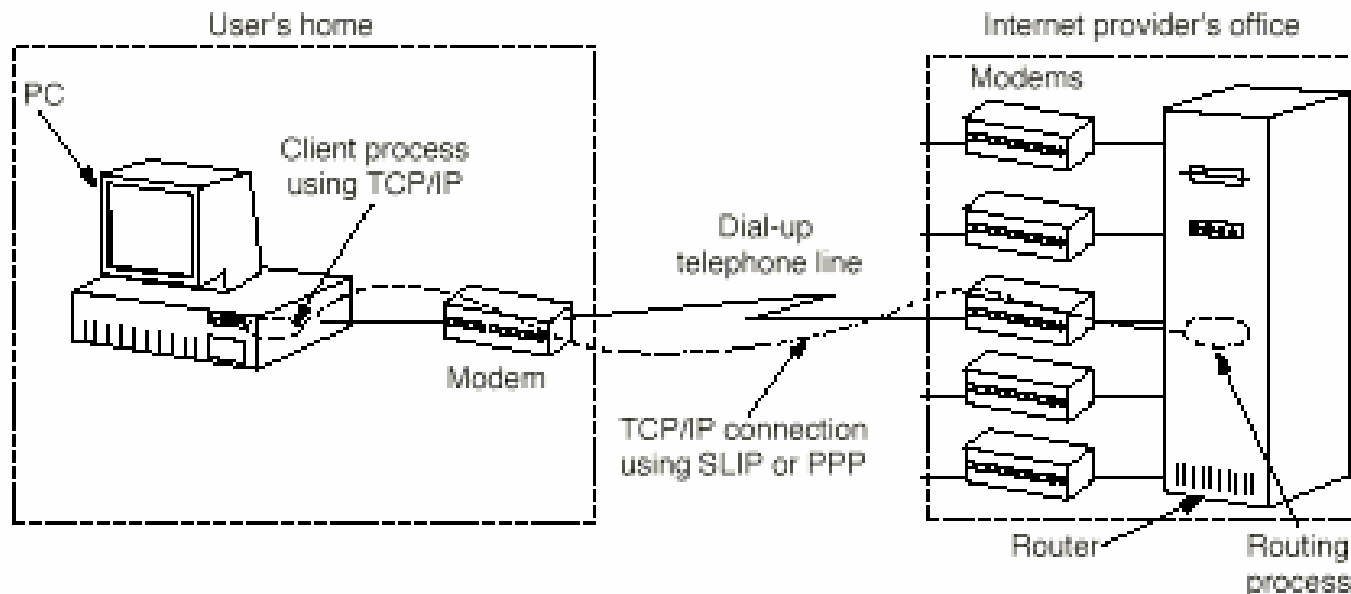 User's home
Internet provider's office
PC
Modems
Client process
using TCP/IP
Dial-up
telephone line
Modem
TCP/IP connection
using SLIP or PPP
Router
Routing
process